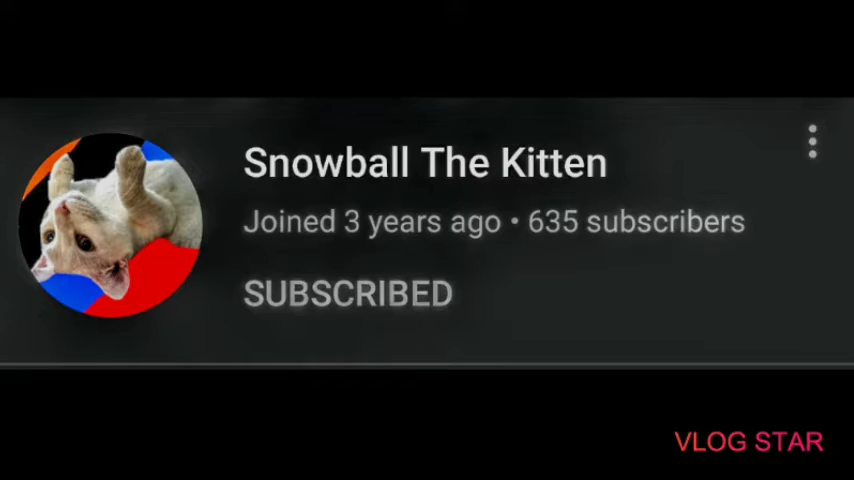 Snowball The Kitten
Joined 3 years ago • 635 subscribers
SUBSCRIBED
VLOG STAR